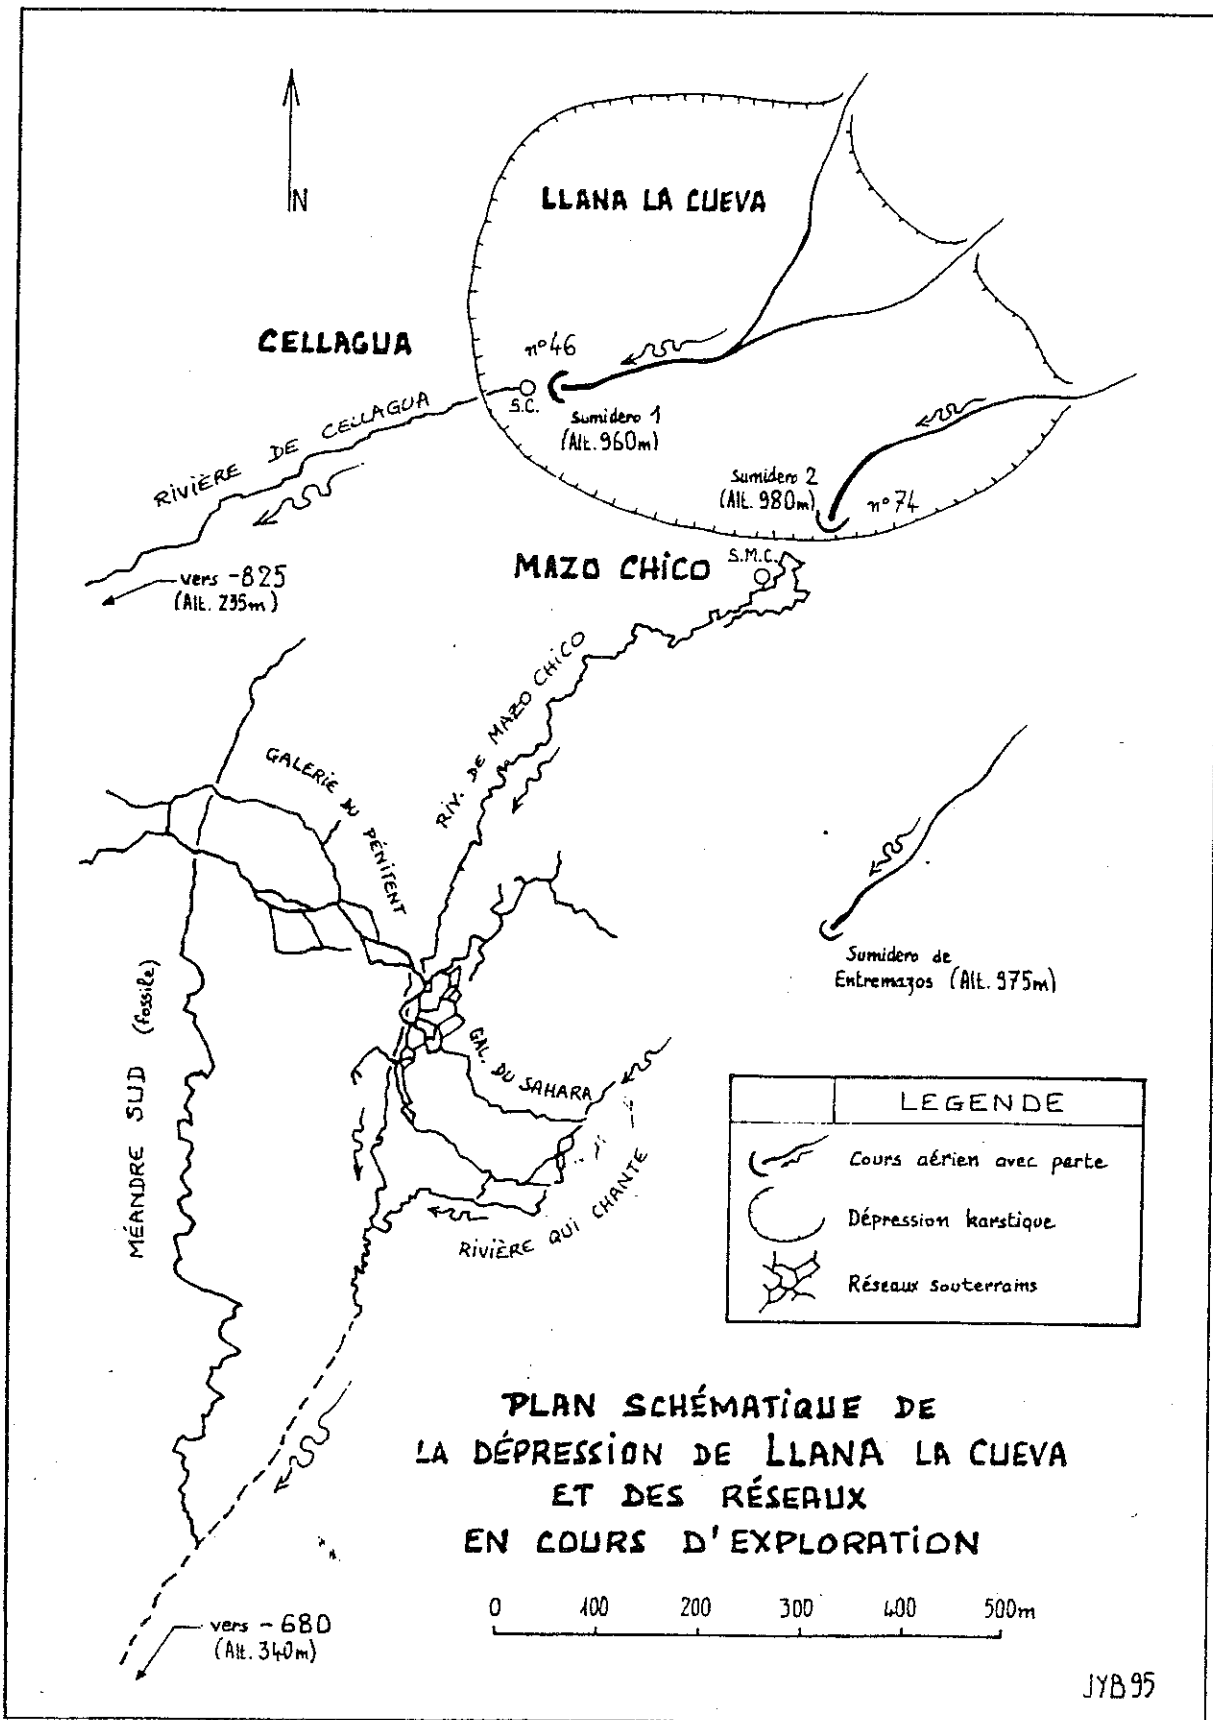 N
LLANA LA CUEVA
CELLAGUA
n°46
S.C.
Sumidero 1
(Alt. 960m)
RIVIÈRE DE CELLAGUA
Sumidero 2
(Alt. 980m)
n°74
S.M.C.
MAZO CHICO
vers -825
(Alt. 235m)
RIV. DE MAZO CHICO
GALERIE DU PÉNITENT
Sumidero de
Entremazos (Alt. 975m)
MÉANDRE SUD (fossile)
GAL. DU SAHARA
RIVIÈRE QUI CHANTE
LEGENDE
Cours aérien avec perte
Dépression karstique
Réseaux souterrains
PLAN SCHÉMATIQUE DE
LA DÉPRESSION DE LLANA LA CUEVA
ET DES RÉSEAUX
EN COURS D'EXPLORATION
0 100 200 300 400 500m
vers -680
(Alt. 340m)
JYB95